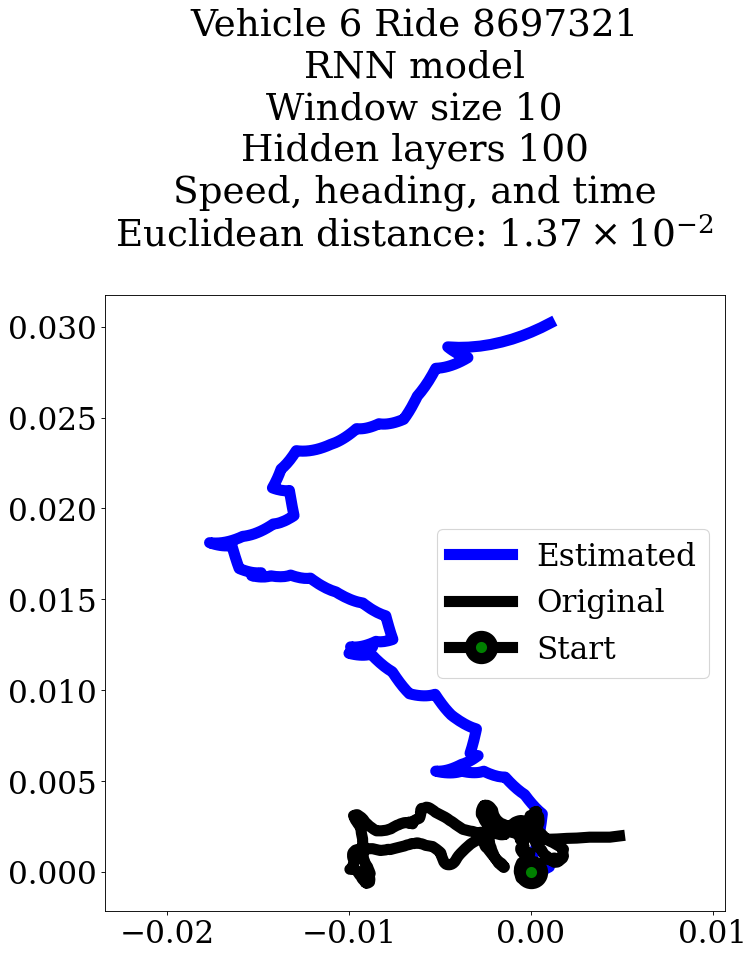 Vehicle 6 Ride 8697321
RNN model
Window size 10
Hidden layers 100
Speed, heading, and time
Euclidean distance: 1.37 × 10⁻²
0.030
0.025
0.020
0.015
0.010
0.005
0.000
Estimated
Original
Start
−0.02 −0.01 0.00 0.01